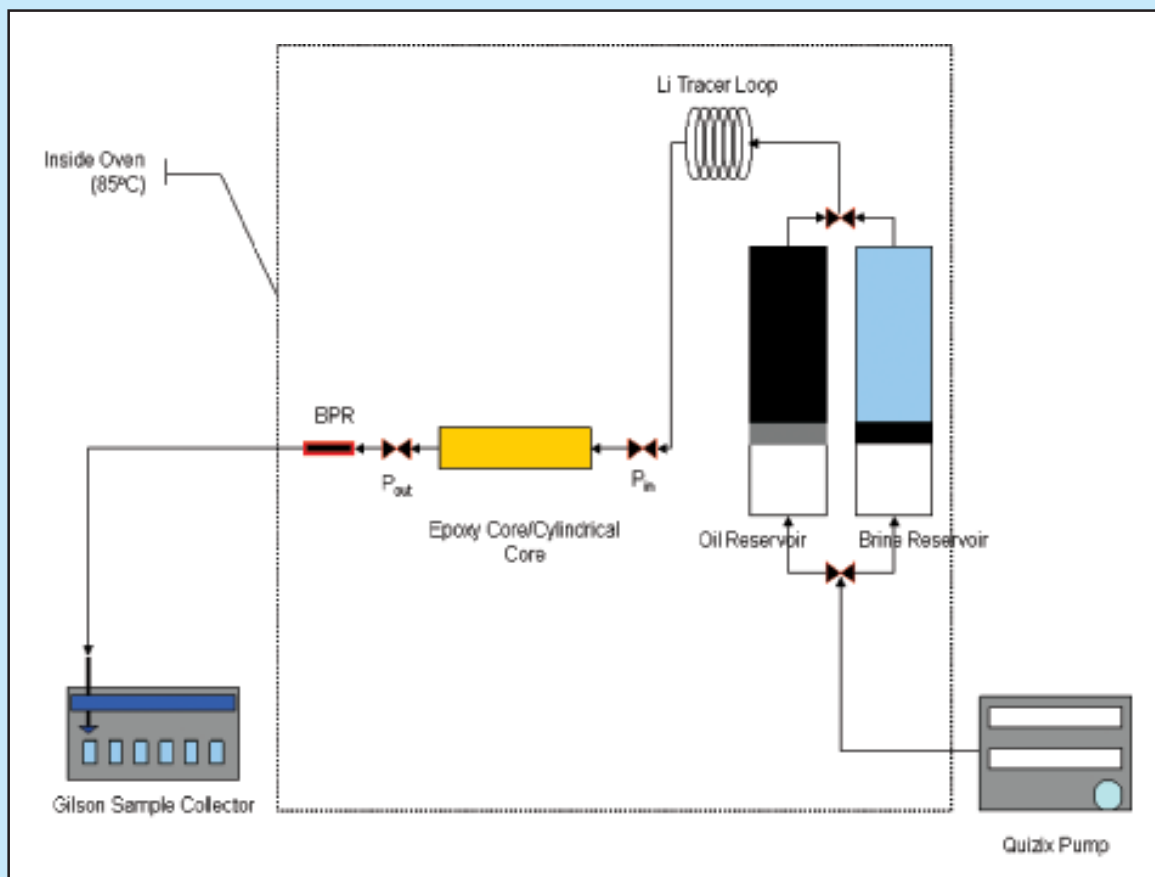 Li Tracer Loop
Inside Oven
(85ºC)
BPR
Pout
Pin
Epoxy Core/Cylindrical
Core
Oil Reservoir
Brine Reservoir
Gilson Sample Collector
Quizix Pump